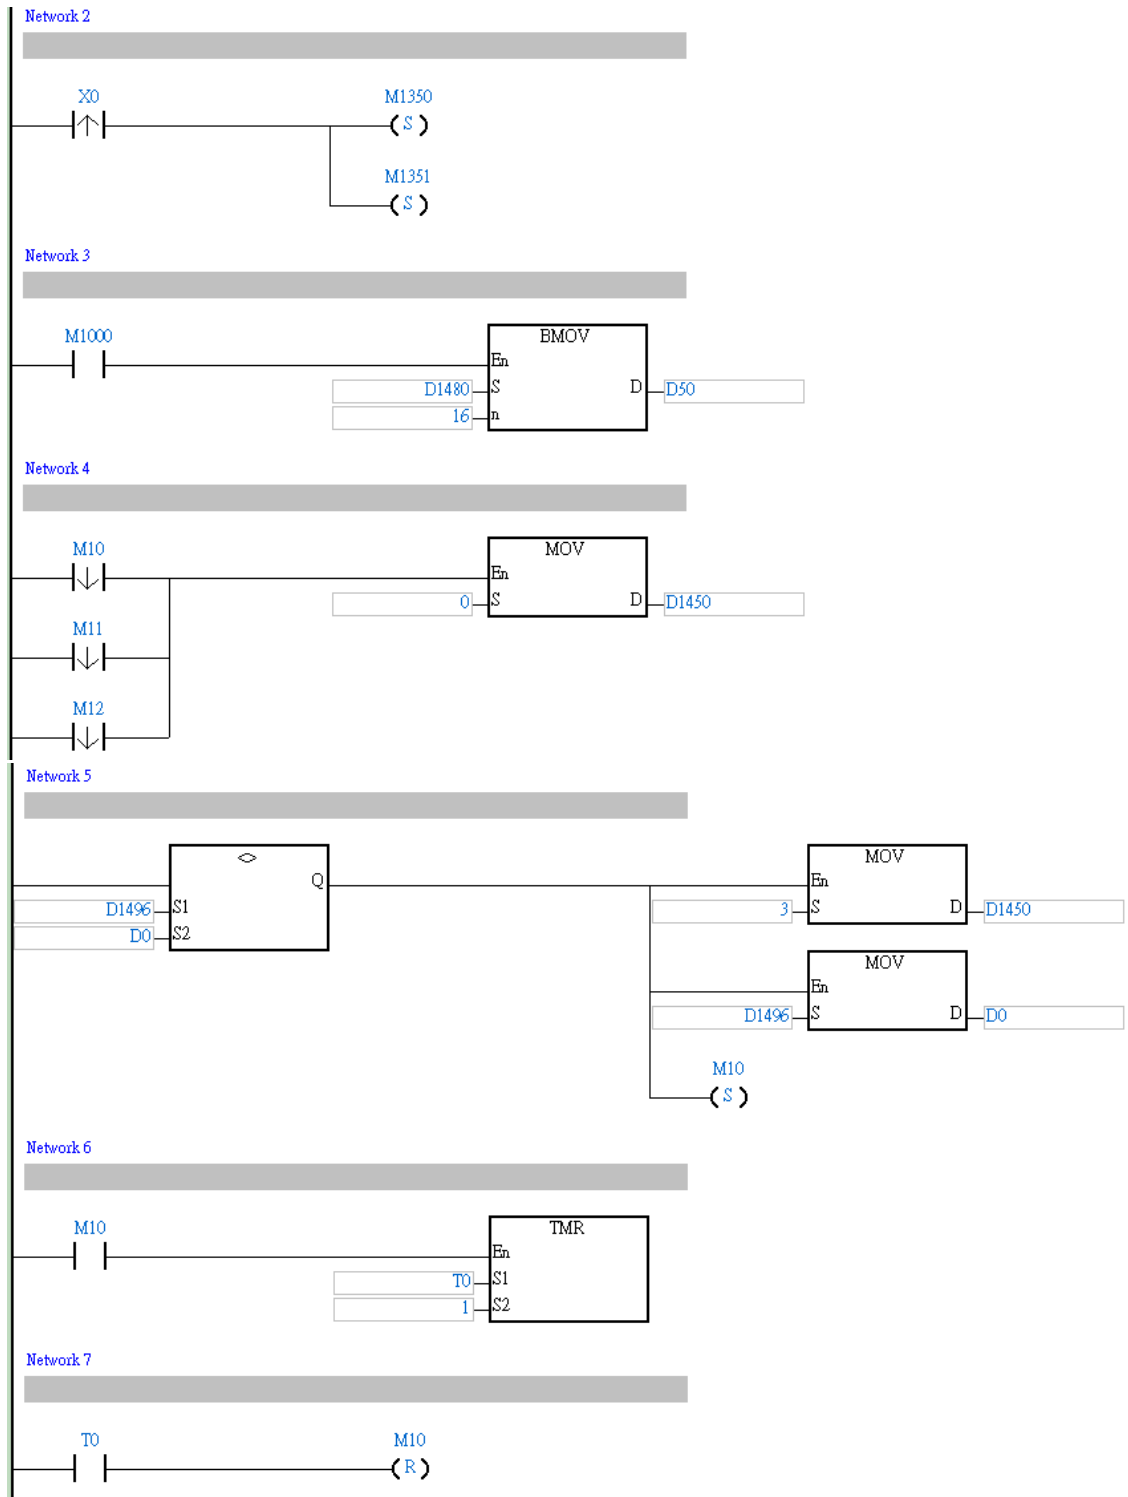 Network 2
X0 M1350
S
M1351
S
Network 3
M1000 BMOV
En
D1480 S D D50
16 n
Network 4
M10 MOV
En
0 S D D1450
M11
M12
Network 5
<> MOV
Q En
D1496 S1 3 S D D1450
D0 S2
MOV
En
D1496 S D D0
M10
S
Network 6
M10 TMR
En
T0 S1
1 S2
Network 7
T0 M10
R